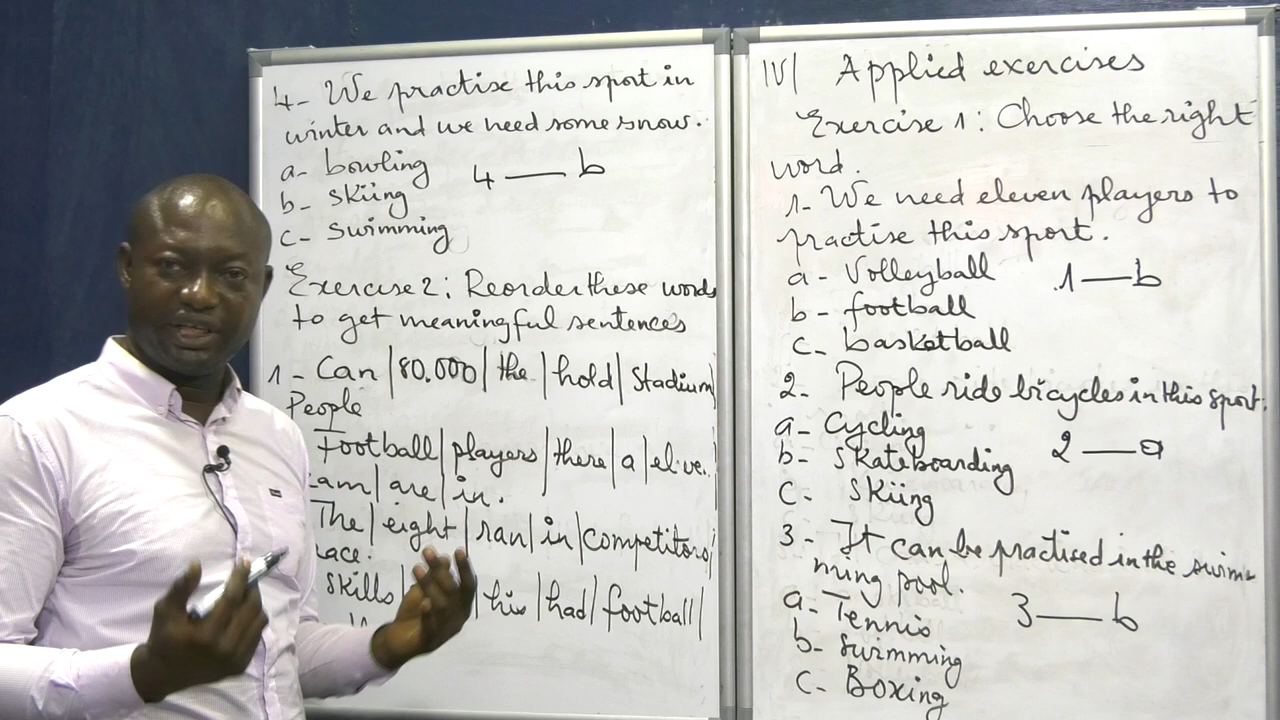 4- We practise this sport in
winter and we need some snow.
a- bowling
4 — b
b- skiing
c- swimming
Exercise 2: Reorder these words
to get meaningful sentences
1- Can | 80.000 | the | hold | Stadium
People
Football | players | there | a |
am | are | in.
The | eight | ran | in | competitors |
race.
Skills | his | had | football |
IV| Applied exercises
Exercise 1: Choose the right
word.
1- We need eleven players to
practise this sport.
a- Volleyball
1 — b
b- football
c- basketball
2- People ride bicycles in this sport.
a- Cycling
2 — a
b- Skateboarding
c- Skiing
3- It can be practised in the swim-
ming pool.
a- Tennis
3 — b
b- swimming
c- Boxing